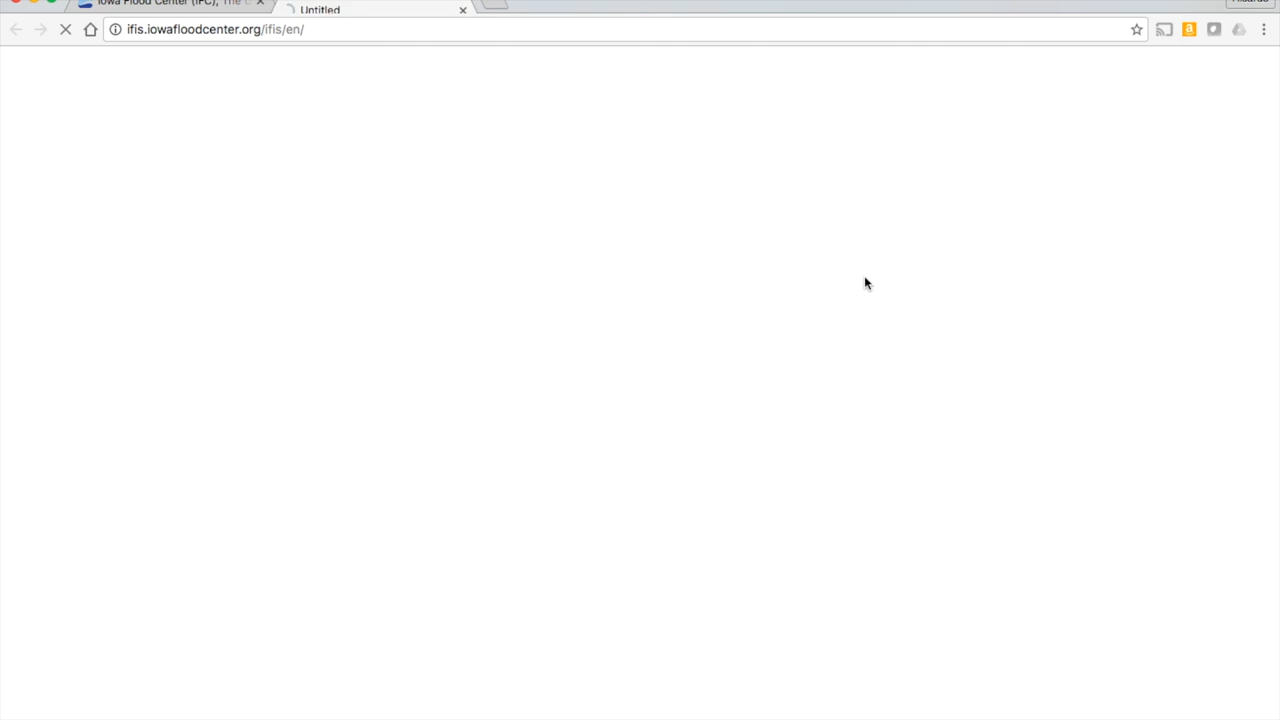 Iowa Flood Center (IFC), The
Untitled
ifis.iowafloodcenter.org/ifis/en/